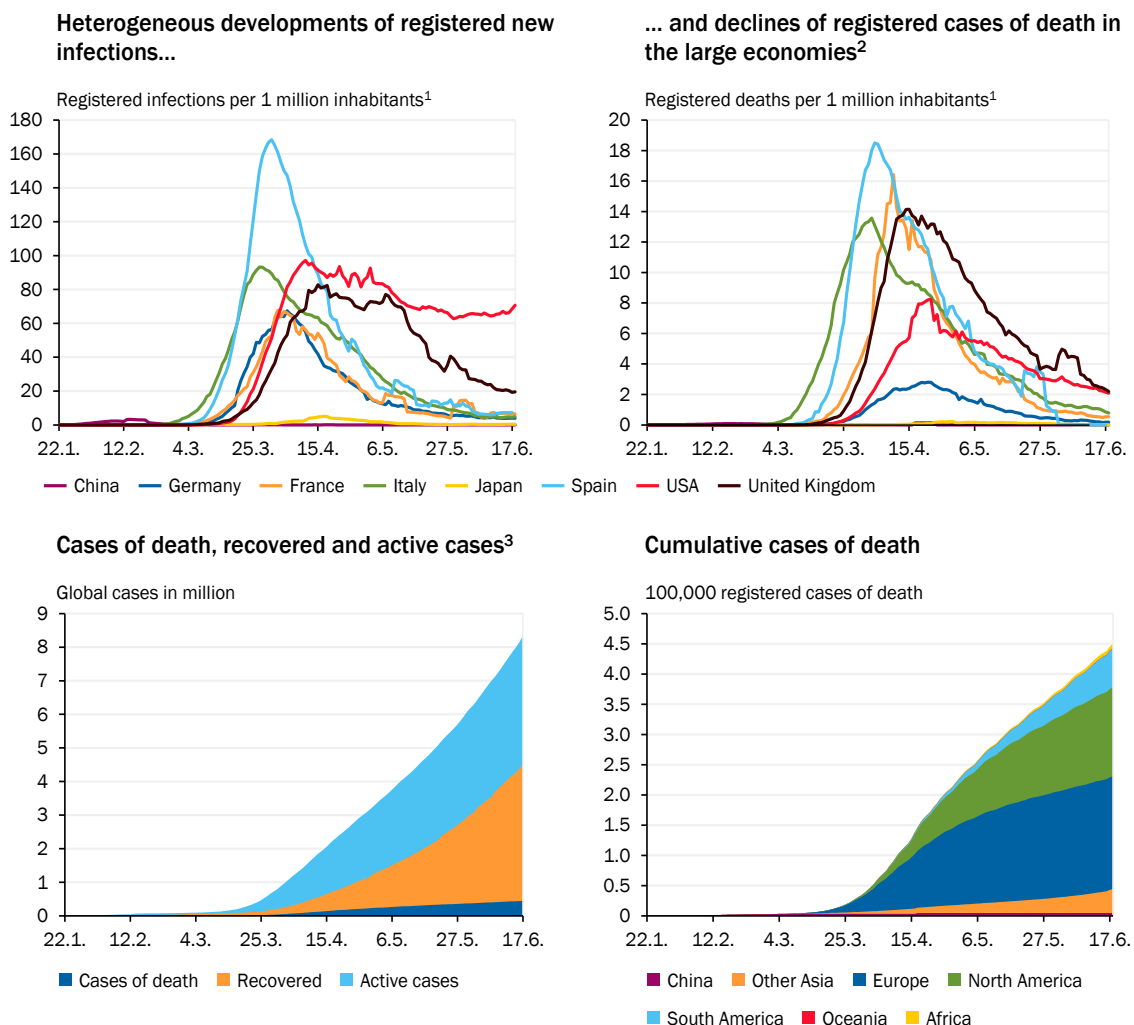 Heterogeneous developments of registered new
infections...
Registered infections per 1 million inhabitants¹
180
160
140
120
100
80
60
40
20
0
22.1. 12.2. 4.3. 25.3. 15.4. 6.5. 27.5. 17.6.
... and declines of registered cases of death in
the large economies²
Registered deaths per 1 million inhabitants¹
20
18
16
14
12
10
8
6
4
2
0
22.1. 12.2. 4.3. 25.3. 15.4. 6.5. 27.5. 17.6.
China Germany France Italy Japan Spain USA United Kingdom
Cases of death, recovered and active cases³
Global cases in million
9
8
7
6
5
4
3
2
1
0
22.1. 12.2. 4.3. 25.3. 15.4. 6.5. 27.5. 17.6.
Cases of death Recovered Active cases
Cumulative cases of death
100,000 registered cases of death
5.0
4.5
4.0
3.5
3.0
2.5
2.0
1.5
1.0
0.5
0
22.1. 12.2. 4.3. 25.3. 15.4. 6.5. 27.5. 17.6.
China Other Asia Europe North America
South America Oceania Africa